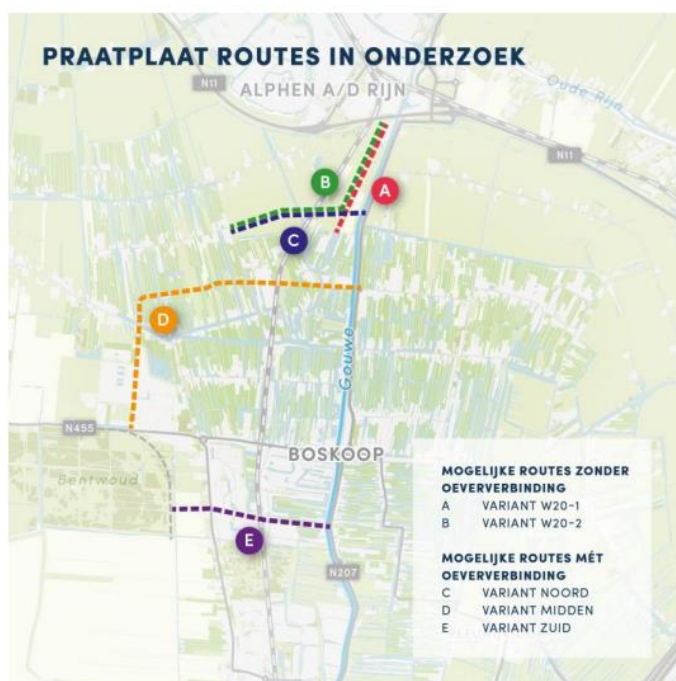 PRAATPLAAT ROUTES IN ONDERZOEK
N11
ALPHEN A/D RIJN
Oude Rijn
N11
B
A
C
D
Gouwe
N455
BOSKOOP
Bentwoud
E
N207
MOGELIJKE ROUTES ZONDER
OEVERVERBINDING
A VARIANT W20-1
B VARIANT W20-2
MOGELIJKE ROUTES MÉT
OEVERVERBINDING
C VARIANT NOORD
D VARIANT MIDDEN
E VARIANT ZUID